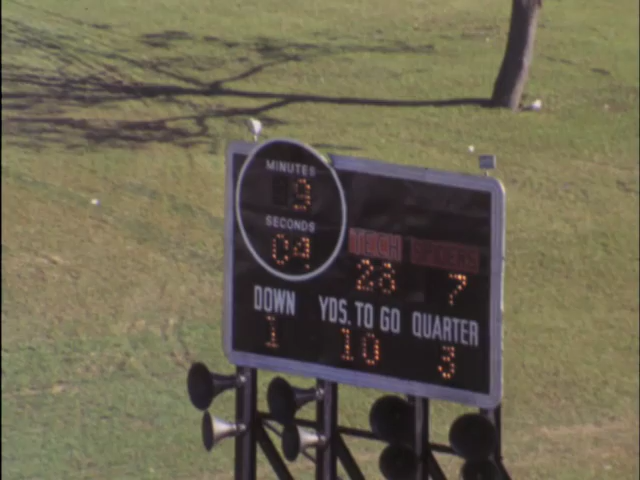 MINUTES
9
SECONDS
04
TECH
28 7
DOWN YDS. TO GO QUARTER
1 10 3